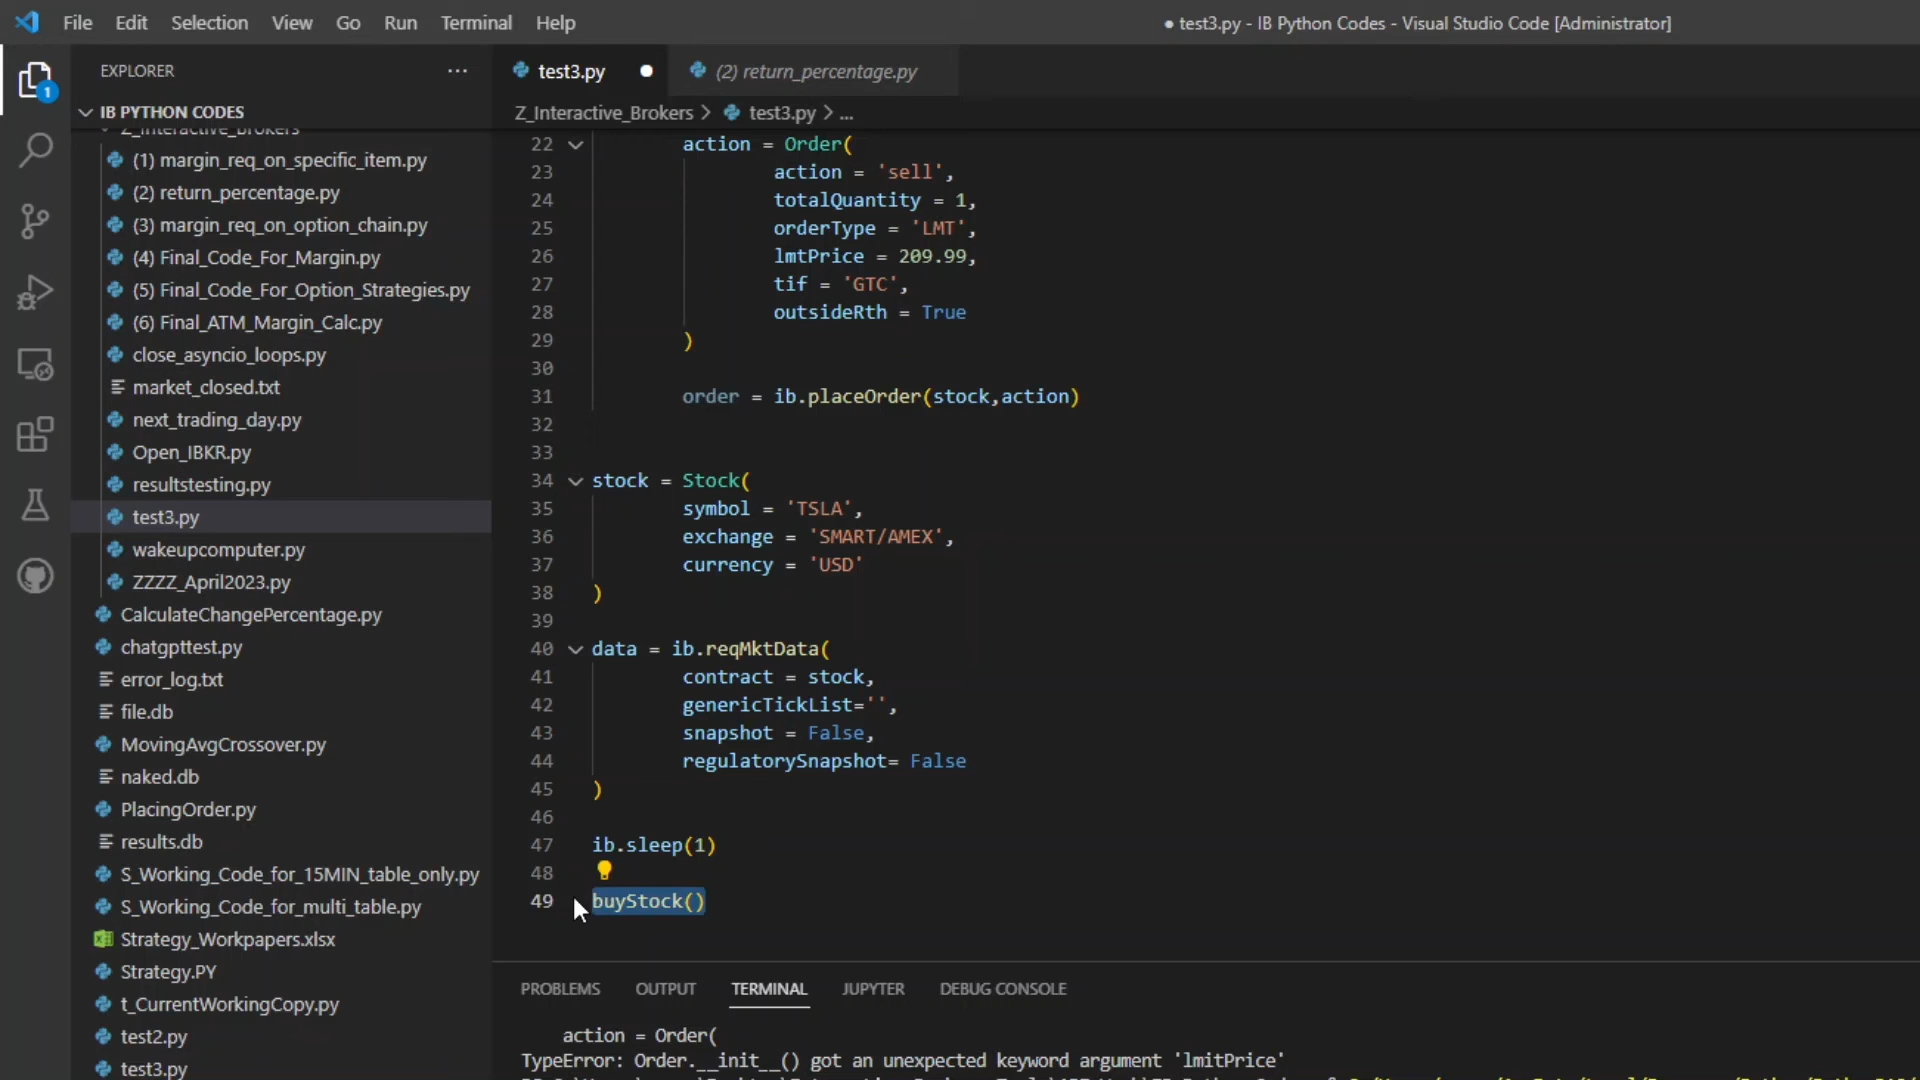 File Edit Selection View Go Run Terminal Help
● test3.py - IB Python Codes - Visual Studio Code [Administrator]
EXPLORER
1
IB PYTHON CODES
Z_Interactive_Brokers
(1) margin_req_on_specific_item.py
(2) return_percentage.py
(3) margin_req_on_option_chain.py
(4) Final_Code_For_Margin.py
(5) Final_Code_For_Option_Strategies.py
(6) Final_ATM_Margin_Calc.py
close_asyncio_loops.py
market_closed.txt
next_trading_day.py
Open_IBKR.py
resultstesting.py
test3.py
wakeupcomputer.py
ZZZZ_April2023.py
CalculateChangePercentage.py
chatgpttest.py
error_log.txt
file.db
MovingAvgCrossover.py
naked.db
PlacingOrder.py
results.db
S_Working_Code_for_15MIN_table_only.py
S_Working_Code_for_multi_table.py
Strategy_Workpapers.xlsx
Strategy.PY
t_CurrentWorkingCopy.py
test2.py
test3.py
test3.py
(2) return_percentage.py
Z_Interactive_Brokers > test3.py > ...
22 action = Order(
23 action = 'sell',
24 totalQuantity = 1,
25 orderType = 'LMT',
26 lmtPrice = 209.99,
27 tif = 'GTC',
28 outsideRth = True
29 )
30
31 order = ib.placeOrder(stock,action)
32
33
34 stock = Stock(
35 symbol = 'TSLA',
36 exchange = 'SMART/AMEX',
37 currency = 'USD'
38 )
39
40 data = ib.reqMktData(
41 contract = stock,
42 genericTickList='',
43 snapshot = False,
44 regulatorySnapshot= False
45 )
46
47 ib.sleep(1)
48
49 buyStock()
PROBLEMS OUTPUT TERMINAL JUPYTER DEBUG CONSOLE
action = Order(
TypeError: Order.__init__() got an unexpected keyword argument 'lmitPrice'